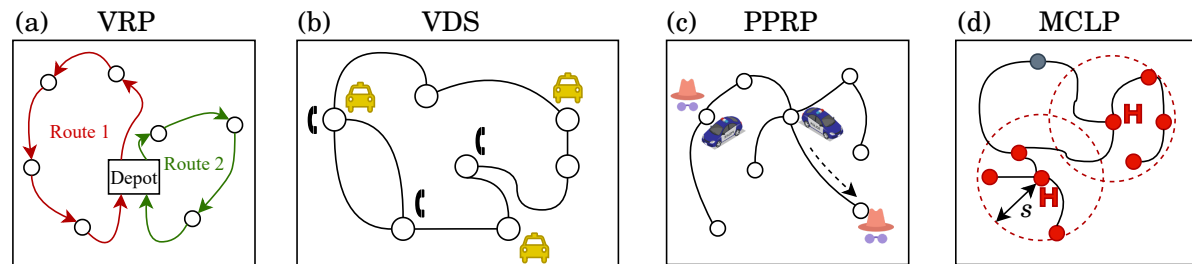 (a) VRP
Route 1
Route 2
Depot
(b) VDS
(c) PPRP
(d) MCLP
H
H
s